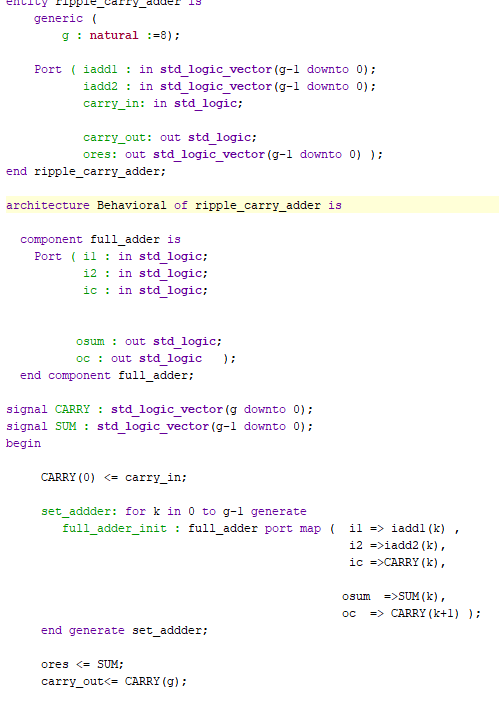 entity ripple_carry_adder is
generic (
g : natural :=8);
Port ( iadd1 : in std_logic_vector(g-1 downto 0);
iadd2 : in std_logic_vector(g-1 downto 0);
carry_in: in std_logic;
carry_out: out std_logic;
ores: out std_logic_vector(g-1 downto 0) );
end ripple_carry_adder;
architecture Behavioral of ripple_carry_adder is
component full_adder is
Port ( i1 : in std_logic;
i2 : in std_logic;
ic : in std_logic;
osum : out std_logic;
oc : out std_logic   );
end component full_adder;
signal CARRY : std_logic_vector(g downto 0);
signal SUM : std_logic_vector(g-1 downto 0);
begin
CARRY(0) <= carry_in;
set_addder: for k in 0 to g-1 generate
full_adder_init : full_adder port map (  i1 => iadd1(k) ,
i2 =>iadd2(k),
ic =>CARRY(k),
osum  =>SUM(k),
oc  => CARRY(k+1) );
end generate set_addder;
ores <= SUM;
carry_out<= CARRY(g);